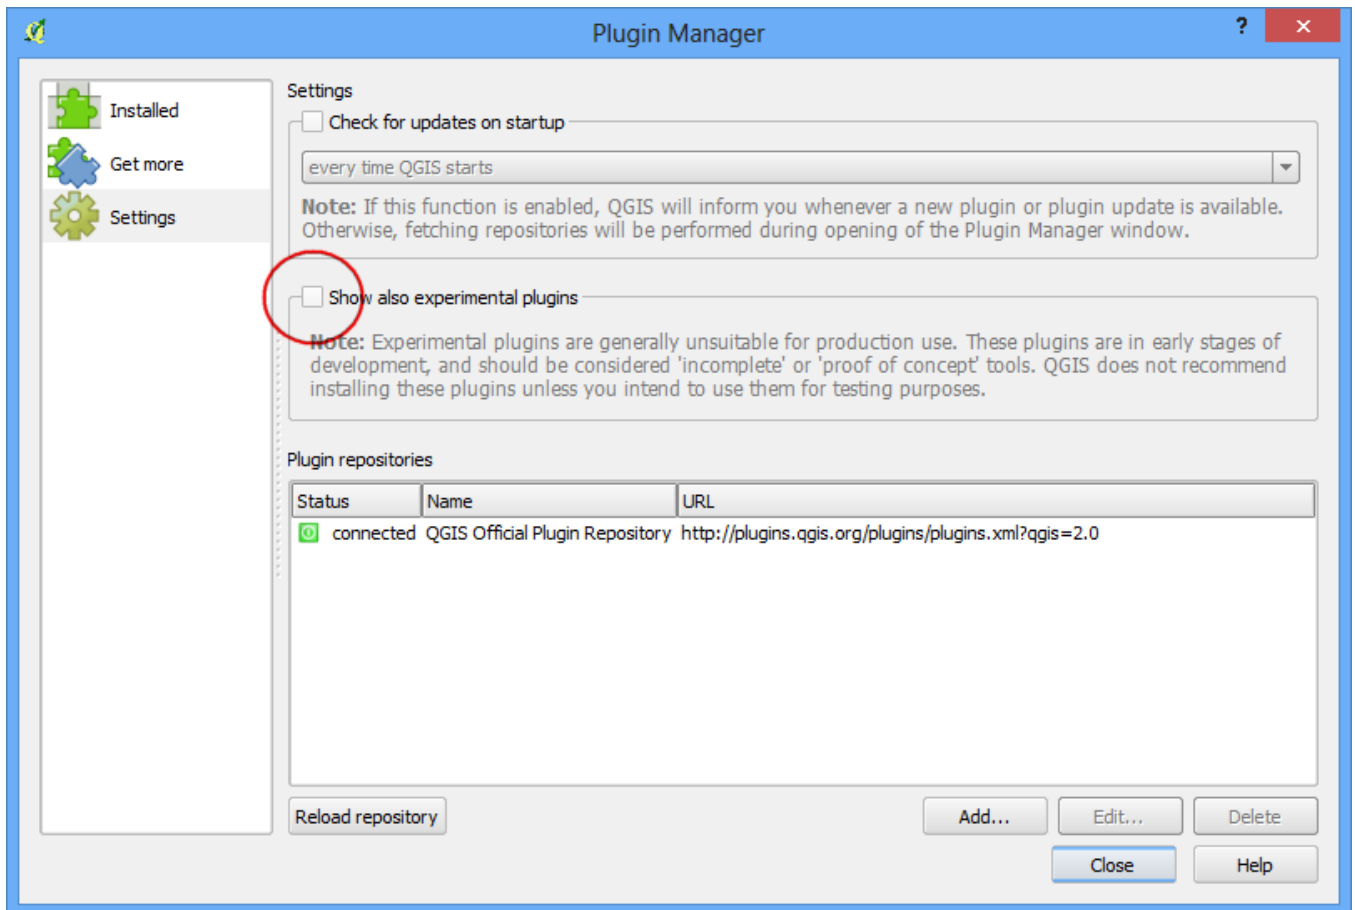 Plugin Manager
?
Installed
Get more
Settings
Settings
Check for updates on startup
every time QGIS starts
Note: If this function is enabled, QGIS will inform you whenever a new plugin or plugin update is available.
Otherwise, fetching repositories will be performed during opening of the Plugin Manager window.
Show also experimental plugins
Note: Experimental plugins are generally unsuitable for production use. These plugins are in early stages of
development, and should be considered 'incomplete' or 'proof of concept' tools. QGIS does not recommend
installing these plugins unless you intend to use them for testing purposes.
Plugin repositories
Status Name URL
connected QGIS Official Plugin Repository http://plugins.qgis.org/plugins/plugins.xml?qgis=2.0
Reload repository Add... Edit... Delete
Close Help